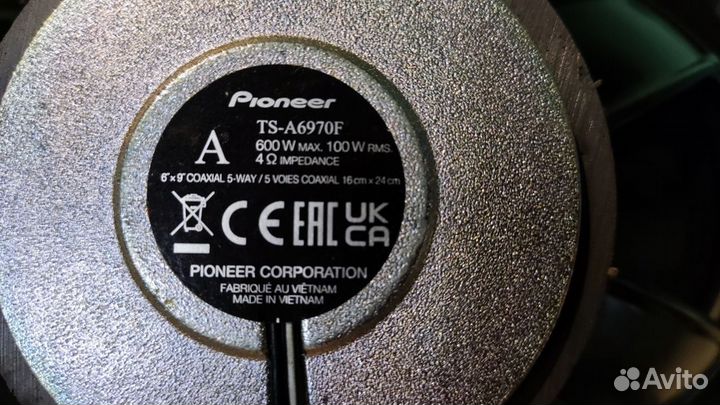 Pioneer
TS-A6970F
A
600 W MAX. 100 W RMS.
4 Ω IMPEDANCE
6"×9" COAXIAL 5-WAY / 5 VOIES COAXIAL 16 cm × 24 cm
CE EAC UK
CA
PIONEER CORPORATION
FABRIQUÉ AU VIÊTNAM
MADE IN VIETNAM
Avito